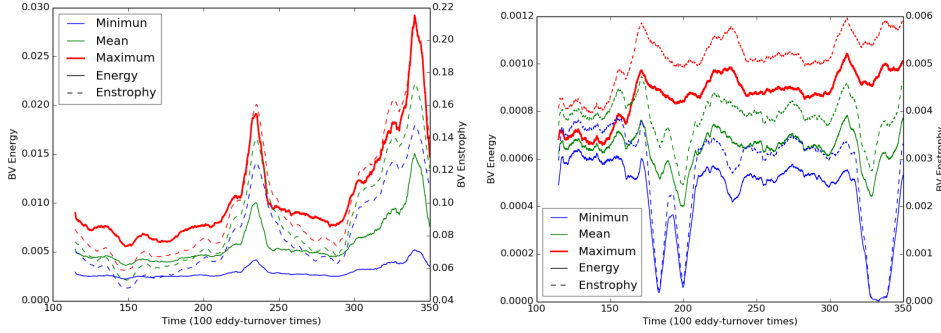 0.030
0.025
0.020
0.015
0.010
0.005
0.000
BV Energy
Minimun
Mean
Maximum
Energy
Enstrophy
0.22
0.20
0.18
0.16
0.14
0.12
0.10
0.08
0.06
0.04
BV Enstrophy
100 150 200 250 300 350
Time (100 eddy-turnover times)
0.0012
0.0010
0.0008
0.0006
0.0004
0.0002
0.0000
BV Energy
Minimun
Mean
Maximum
Energy
Enstrophy
0.006
0.005
0.004
0.003
0.002
0.001
0.000
BV Enstrophy
100 150 200 250 300 350
Time (100 eddy-turnover times)